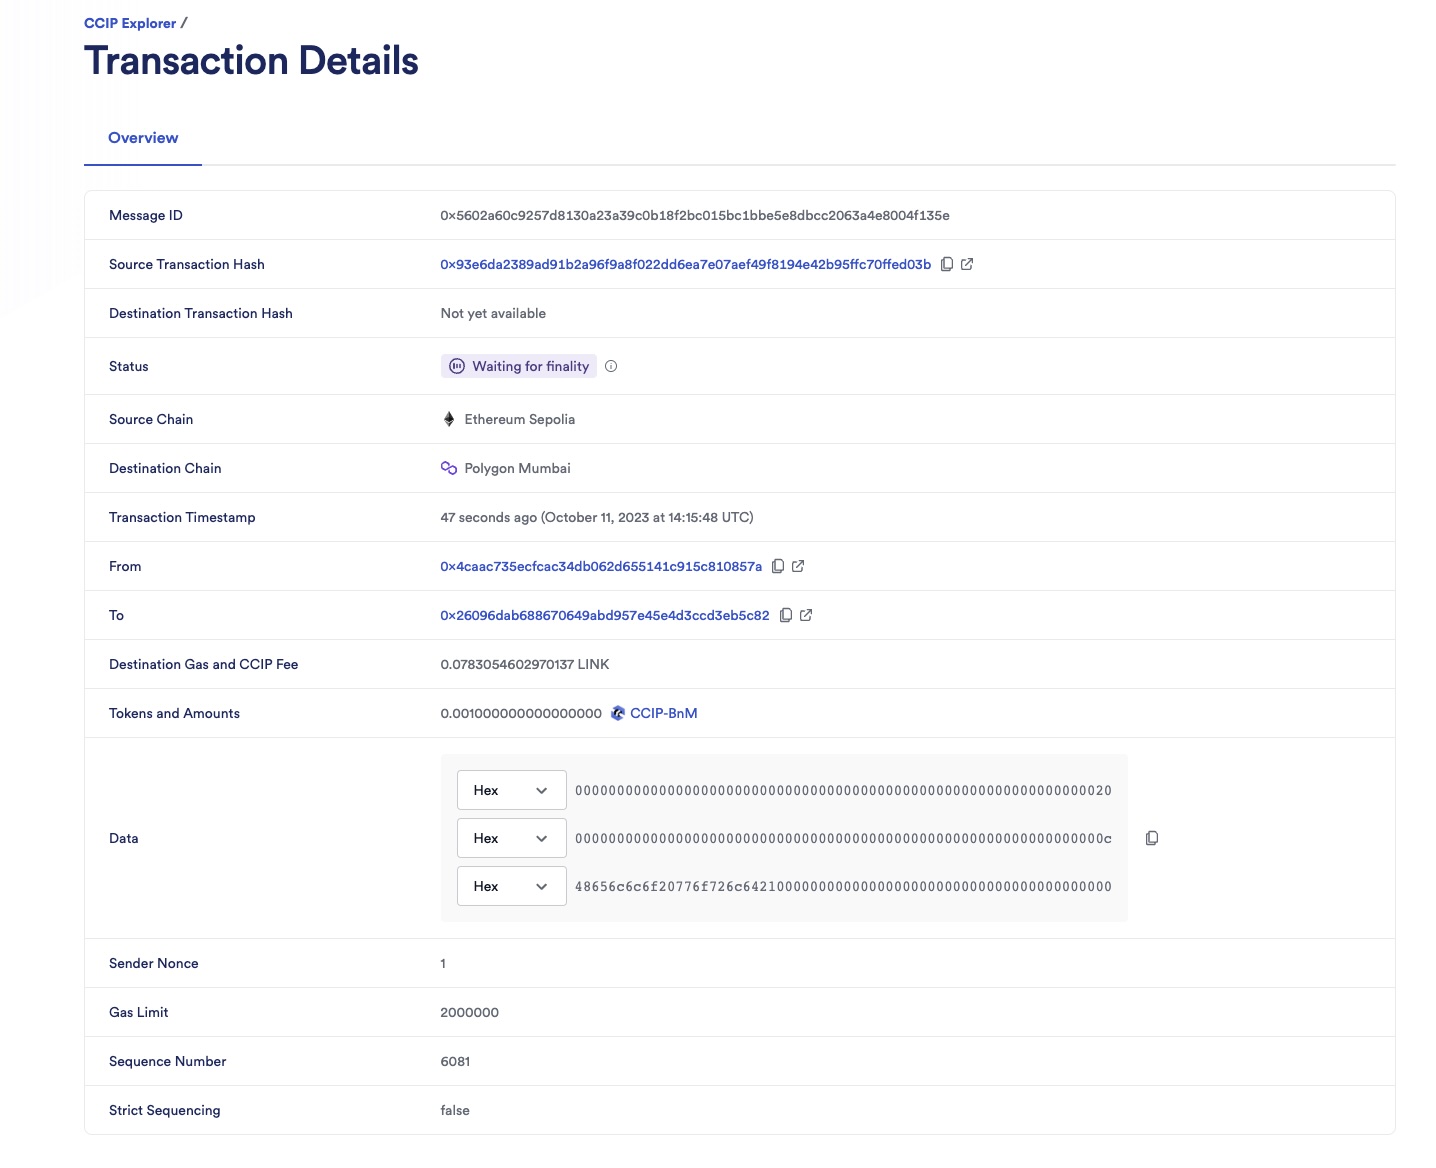 CCIP Explorer /
Transaction Details
Overview
Message ID 0x5602a60c9257d8130a23a39c0b18f2bc015bc1bbe5e8dbcc2063a4e8004f135e
Source Transaction Hash 0x93e6da2389ad91b2a96f9a8f022dd6ea7e07aef49f8194e42b95ffc70ffed03b
Destination Transaction Hash Not yet available
Status Waiting for finality
Source Chain Ethereum Sepolia
Destination Chain Polygon Mumbai
Transaction Timestamp 47 seconds ago (October 11, 2023 at 14:15:48 UTC)
From 0x4caac735ecfcac34db062d655141c915c810857a
To 0x26096dab688670649abd957e45e4d3ccd3eb5c82
Destination Gas and CCIP Fee 0.0783054602970137 LINK
Tokens and Amounts 0.001000000000000000 CCIP-BnM
Hex 0000000000000000000000000000000000000000000000000000000000000020
Data Hex 000000000000000000000000000000000000000000000000000000000000000c
Hex 48656c6c6f20776f726c64210000000000000000000000000000000000000000
Sender Nonce 1
Gas Limit 2000000
Sequence Number 6081
Strict Sequencing false